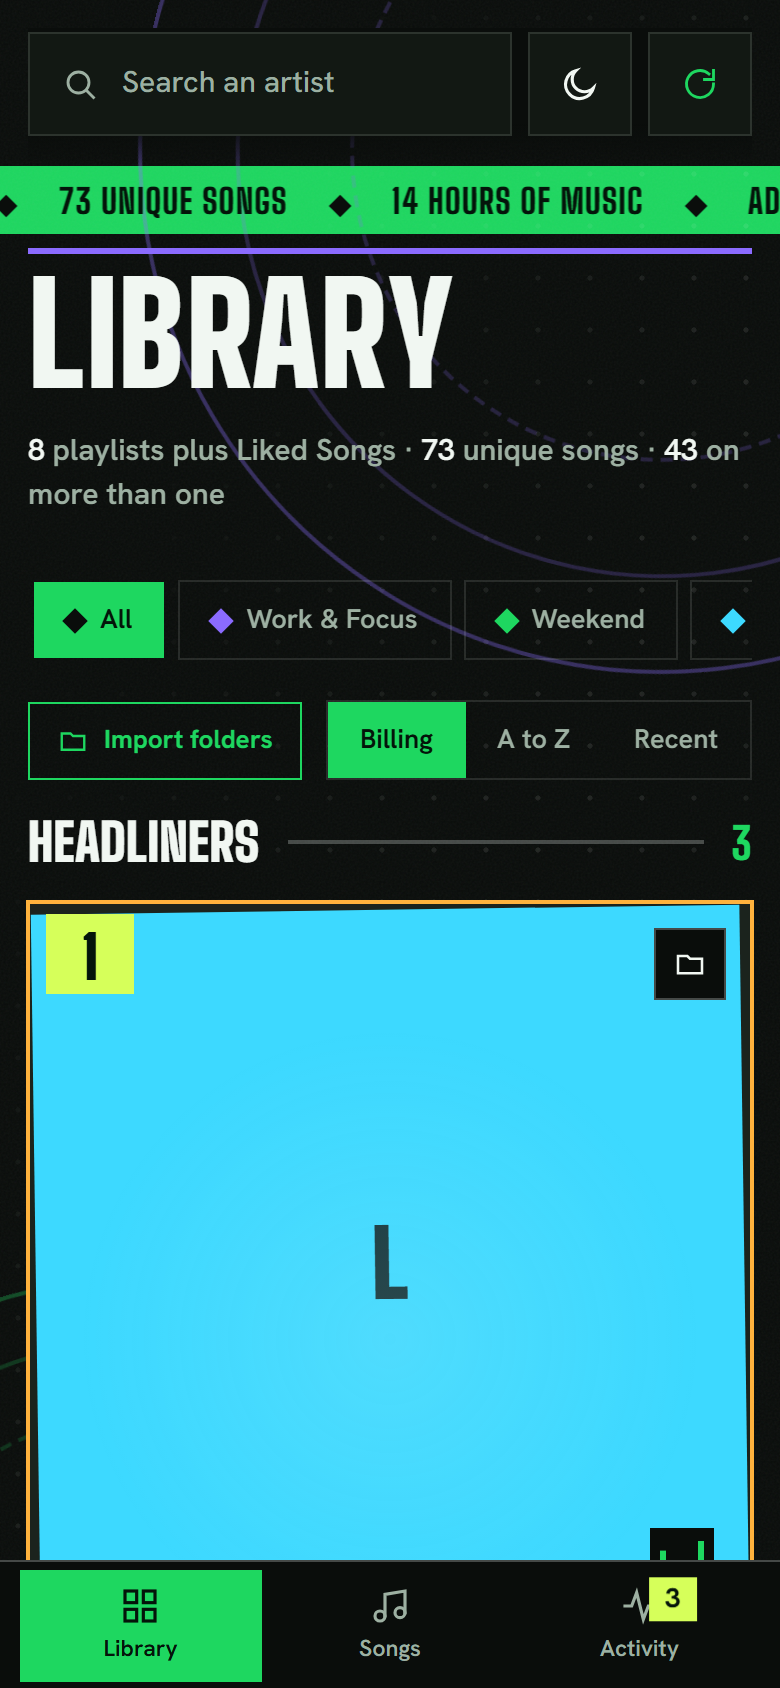 Search an artist
73 UNIQUE SONGS ◆ 14 HOURS OF MUSIC ◆ AD
LIBRARY
8 playlists plus Liked Songs · 73 unique songs · 43 on
more than one
All
Work & Focus
Weekend
Import folders
Billing
A to Z
Recent
HEADLINERS
3
1
L
3
Library
Songs
Activity